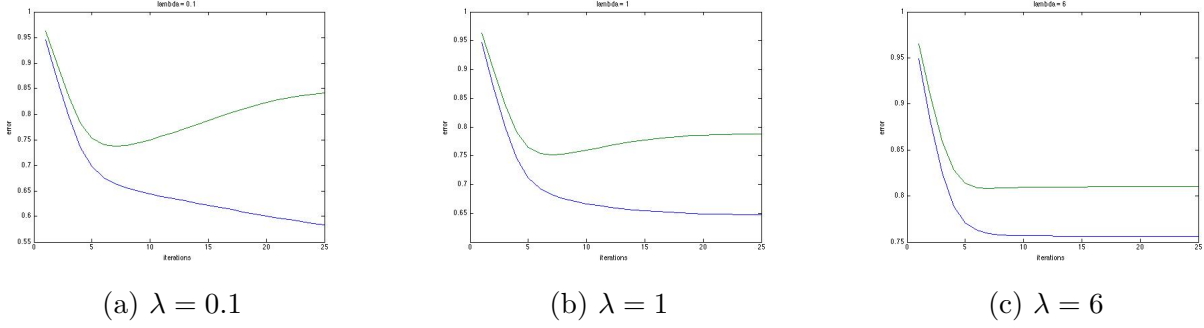 lambda = 0.1
1
0.95
0.9
0.85
0.8
0.75
0.7
0.65
0.6
0.55
error
0 5 10 15 20 25
iterations
(a) λ = 0.1
lambda = 1
1
0.95
0.9
0.85
0.8
0.75
0.7
0.65
error
0 5 10 15 20 25
iterations
(b) λ = 1
lambda = 6
1
0.95
0.9
0.85
0.8
0.75
error
0 5 10 15 20 25
iterations
(c) λ = 6